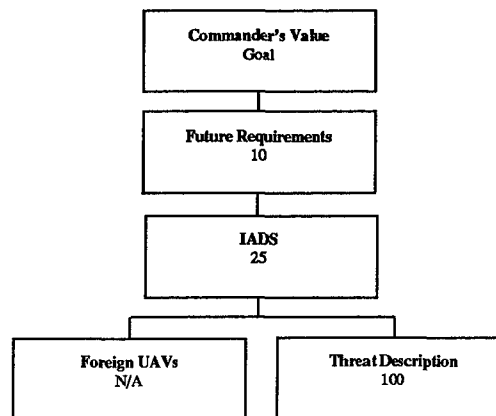 Commander's Value
Goal
Future Requirements
10
IADS
25
Foreign UAVs
N/A
Threat Description
100